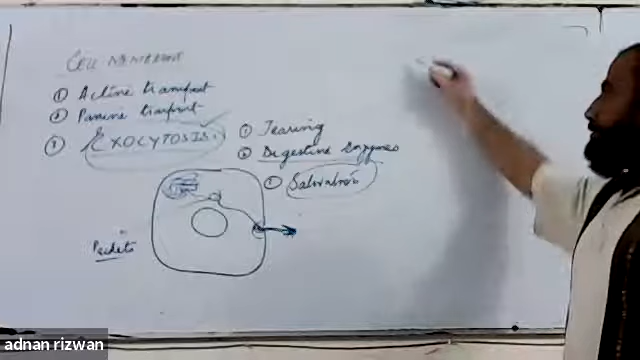 Cell MEMBRANE
① Active transport
② Passive transport
③ EXOCYTOSIS.
① Tearing
② Digestive Enzymes
③ Salivation
Packets
adnan rizwan